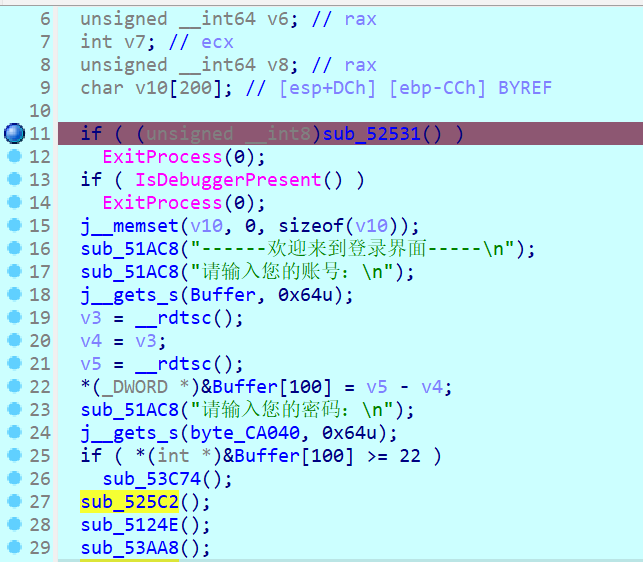 6 unsigned __int64 v6; // rax
7 int v7; // ecx
8 unsigned __int64 v8; // rax
9 char v10[200]; // [esp+DCh] [ebp-CCh] BYREF
10
11 if ( (unsigned __int8)sub_52531() )
12 ExitProcess(0);
13 if ( IsDebuggerPresent() )
14 ExitProcess(0);
15 j__memset(v10, 0, sizeof(v10));
16 sub_51AC8("------欢迎来到登录界面-----\n");
17 sub_51AC8("请输入您的账号：\n");
18 j__gets_s(Buffer, 0x64u);
19 v3 = __rdtsc();
20 v4 = v3;
21 v5 = __rdtsc();
22 *(_DWORD *)&Buffer[100] = v5 - v4;
23 sub_51AC8("请输入您的密码：\n");
24 j__gets_s(byte_CA040, 0x64u);
25 if ( *(int *)&Buffer[100] >= 22 )
26 sub_53C74();
27 sub_525C2();
28 sub_5124E();
29 sub_53AA8();